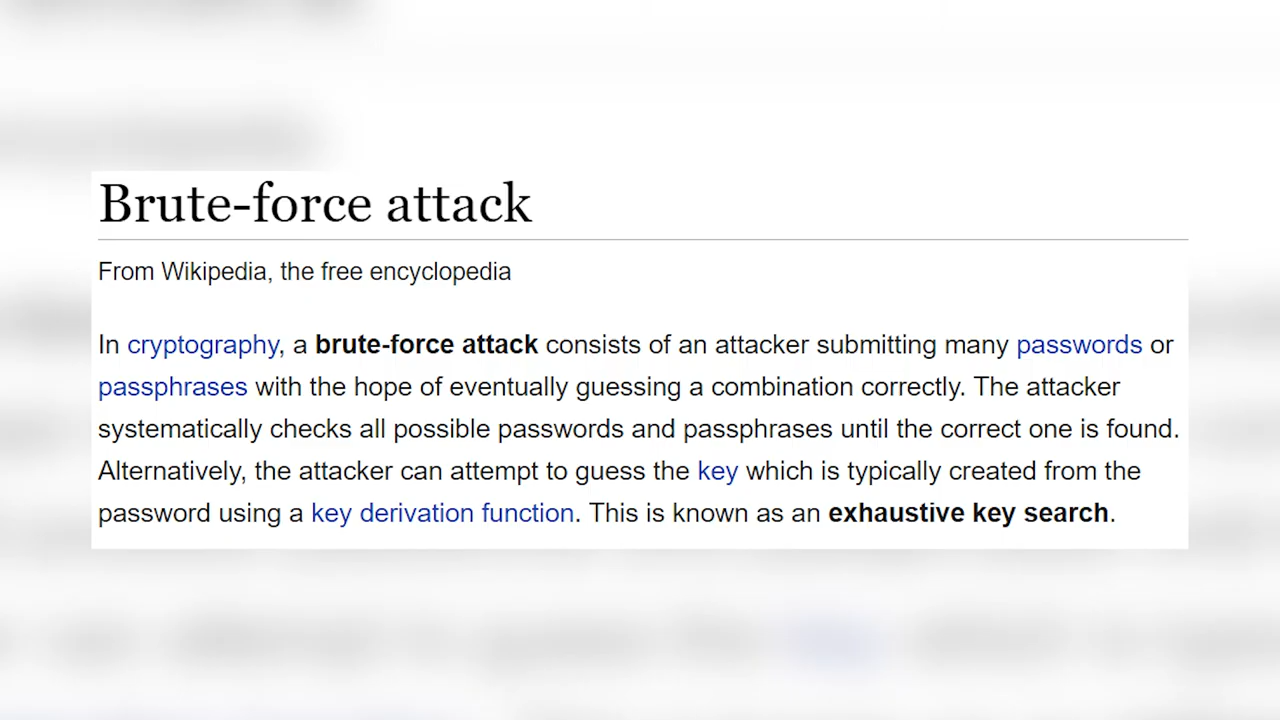 Brute-force attack
From Wikipedia, the free encyclopedia
In cryptography, a brute-force attack consists of an attacker submitting many passwords or
passphrases with the hope of eventually guessing a combination correctly. The attacker
systematically checks all possible passwords and passphrases until the correct one is found.
Alternatively, the attacker can attempt to guess the key which is typically created from the
password using a key derivation function. This is known as an exhaustive key search.